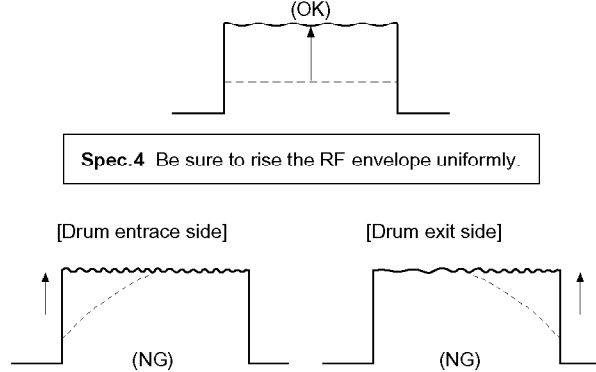 (OK)
Spec.4 Be sure to rise the RF envelope uniformly.
[Drum entrace side]
[Drum exit side]
(NG)
(NG)